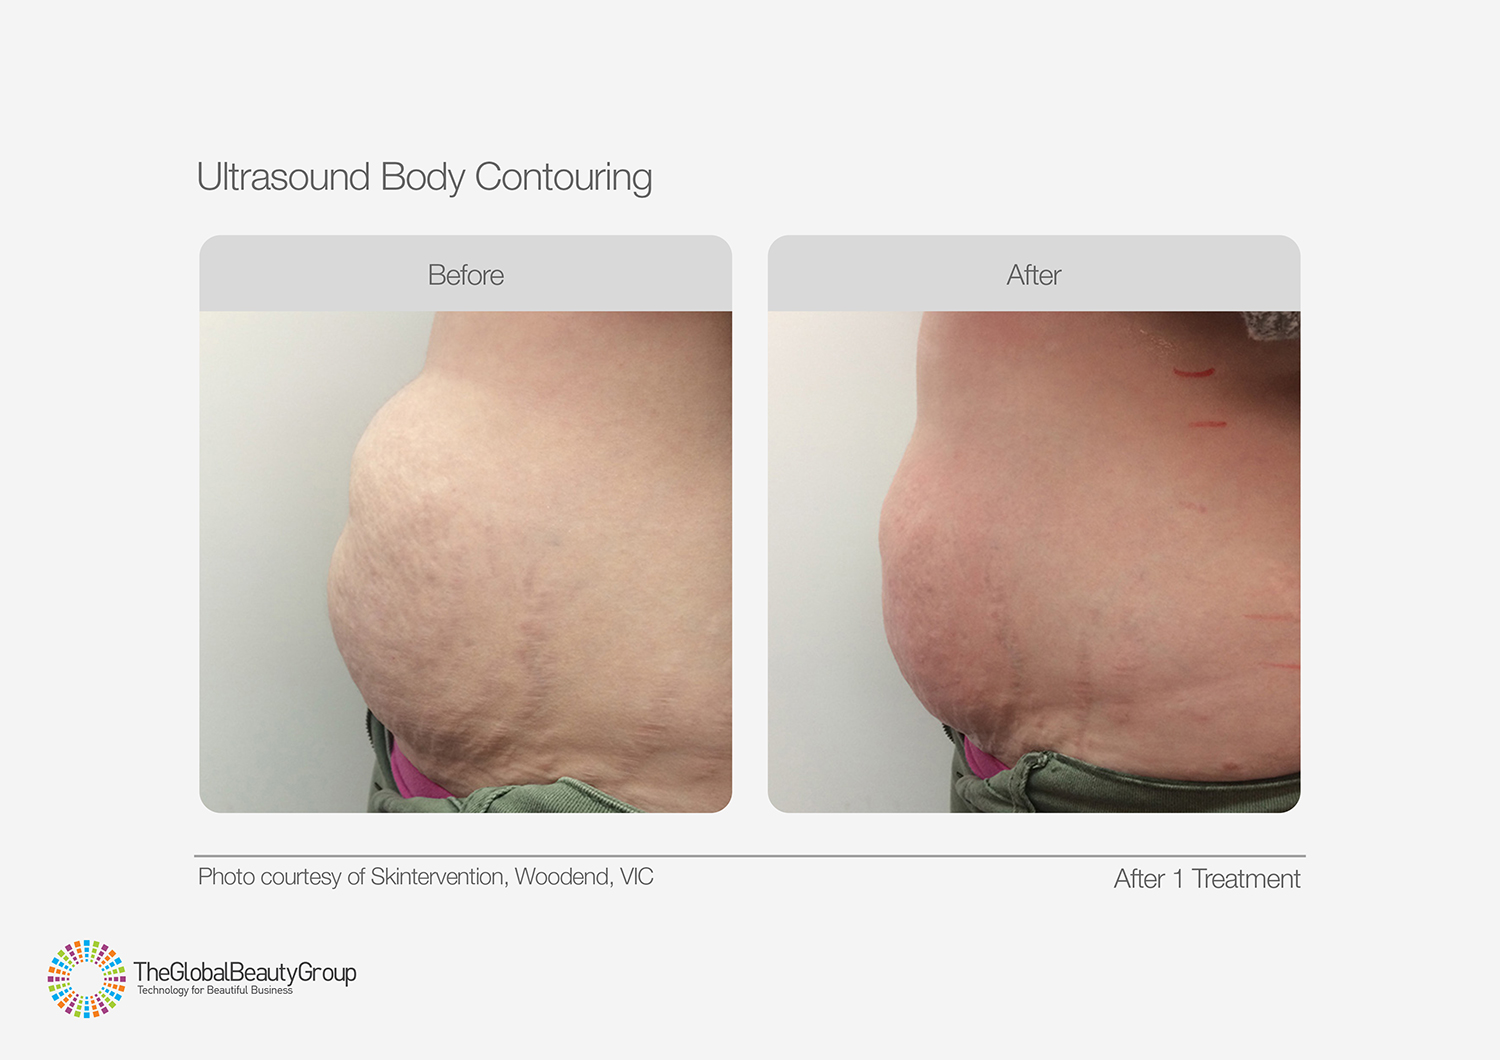 Ultrasound Body Contouring
Before
After
Photo courtesy of Skintervention, Woodend, VIC
After 1 Treatment
TheGlobalBeautyGroup
Technology for Beautiful Business